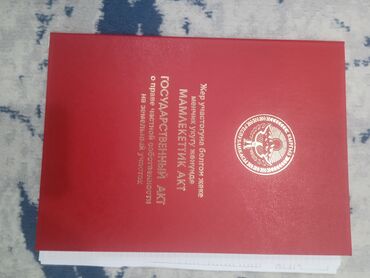 Жер участогуна болгон жеке
менчик укугу жөнүндө
МАМЛЕКЕТТИК АКТ
ГОСУДАРСТВЕННЫЙ АКТ
о праве частной собственности
на земельный участок